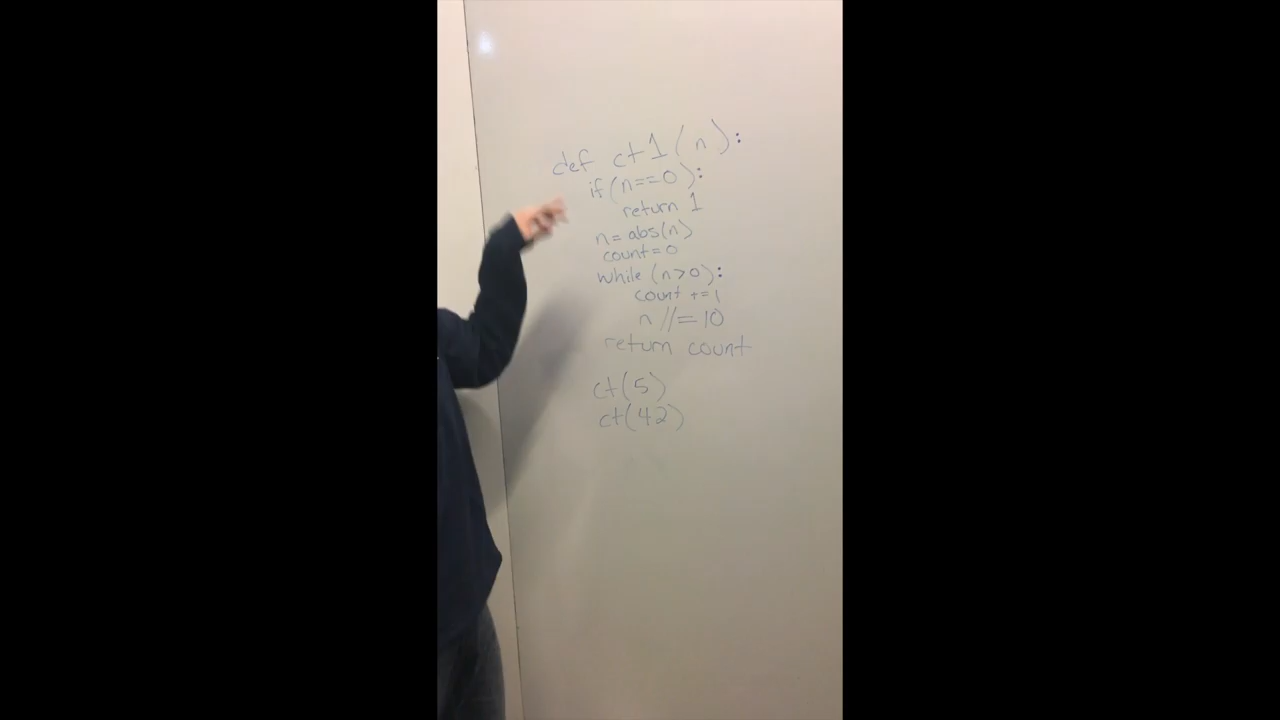 def ct1(n):
if(n==0):
return 1
n=abs(n)
count=0
while(n>0):
count +=1
n //=10
return count
ct(5)
ct(42)